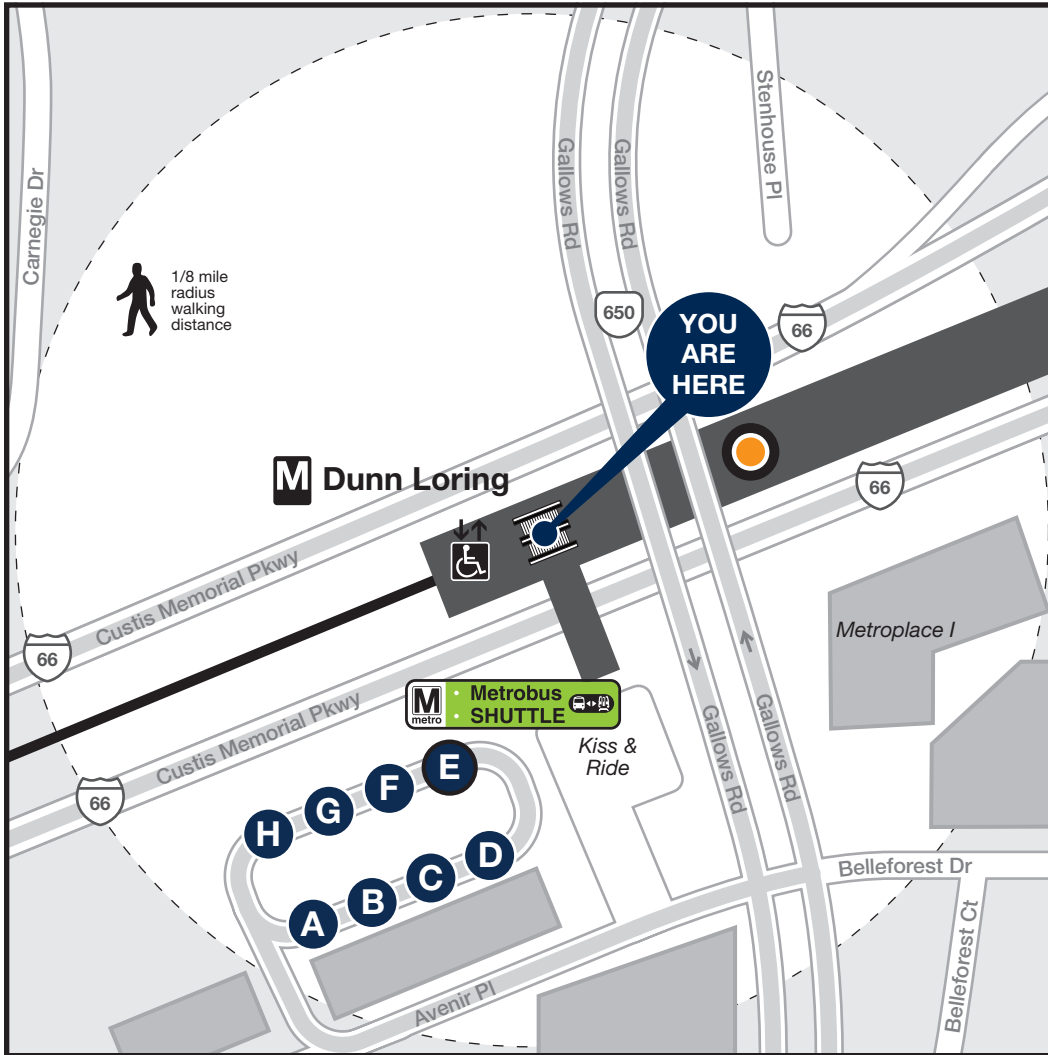 Carnegie Dr
Gallows Rd
Gallows Rd
Stenhouse Pl
1/8 mile
radius
walking
distance
650
YOU
ARE
HERE
66
M Dunn Loring
66
Custis Memorial Pkwy
66
Metroplace I
M
metro
· Metrobus
· SHUTTLE
Custis Memorial Pkwy
66
Kiss &
Ride
Gallows Rd
Gallows Rd
E
F
G
H
D
C
B
A
Belleforest Dr
Belleforest Ct
Avenir Pl